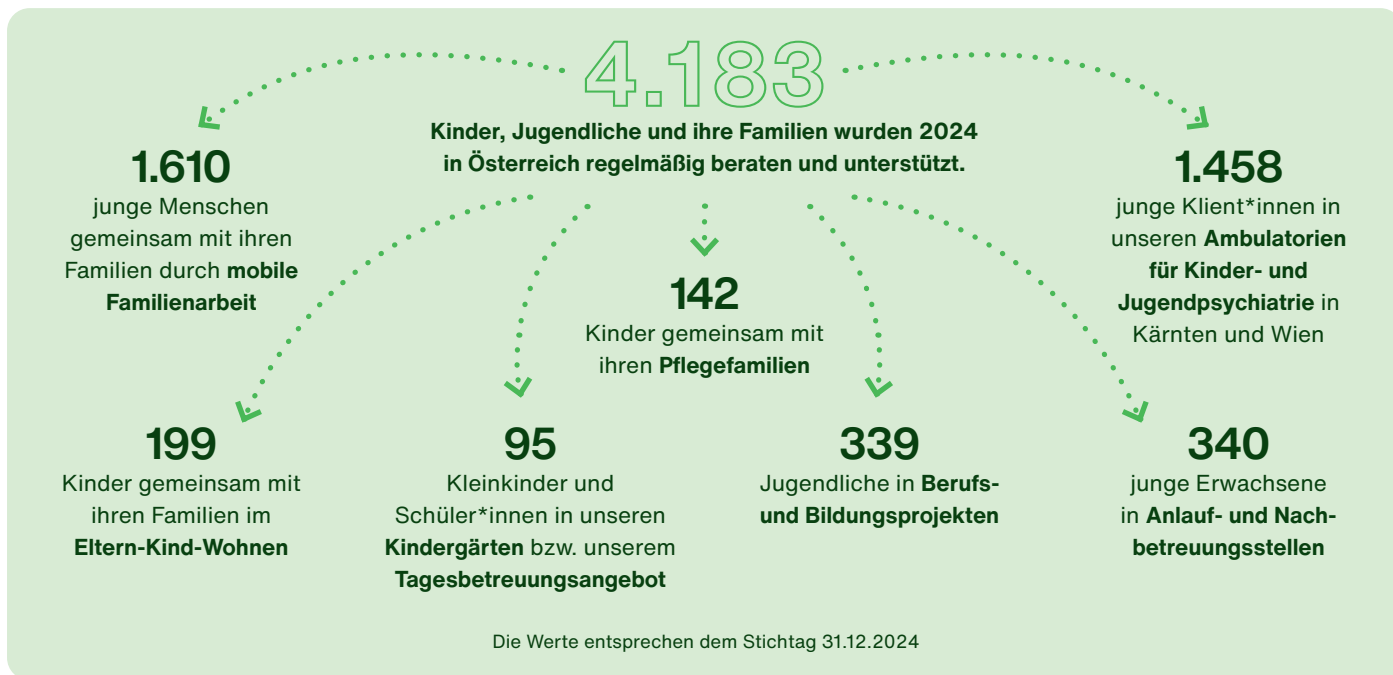 4.183
Kinder, Jugendliche und ihre Familien wurden 2024
in Österreich regelmäßig beraten und unterstützt.
1.610
junge Menschen
gemeinsam mit ihren
Familien durch mobile
Familienarbeit
1.458
junge Klient*innen in
unseren Ambulatorien
für Kinder- und
Jugendpsychiatrie in
Kärnten und Wien
142
Kinder gemeinsam mit
ihren Pflegefamilien
199
Kinder gemeinsam mit
ihren Familien im
Eltern-Kind-Wohnen
95
Kleinkinder und
Schüler*innen in unseren
Kindergärten bzw. unserem
Tagesbetreuungsangebot
339
Jugendliche in Berufs-
und Bildungsprojekten
340
junge Erwachsene
in Anlauf- und Nach-
betreuungsstellen
Die Werte entsprechen dem Stichtag 31.12.2024